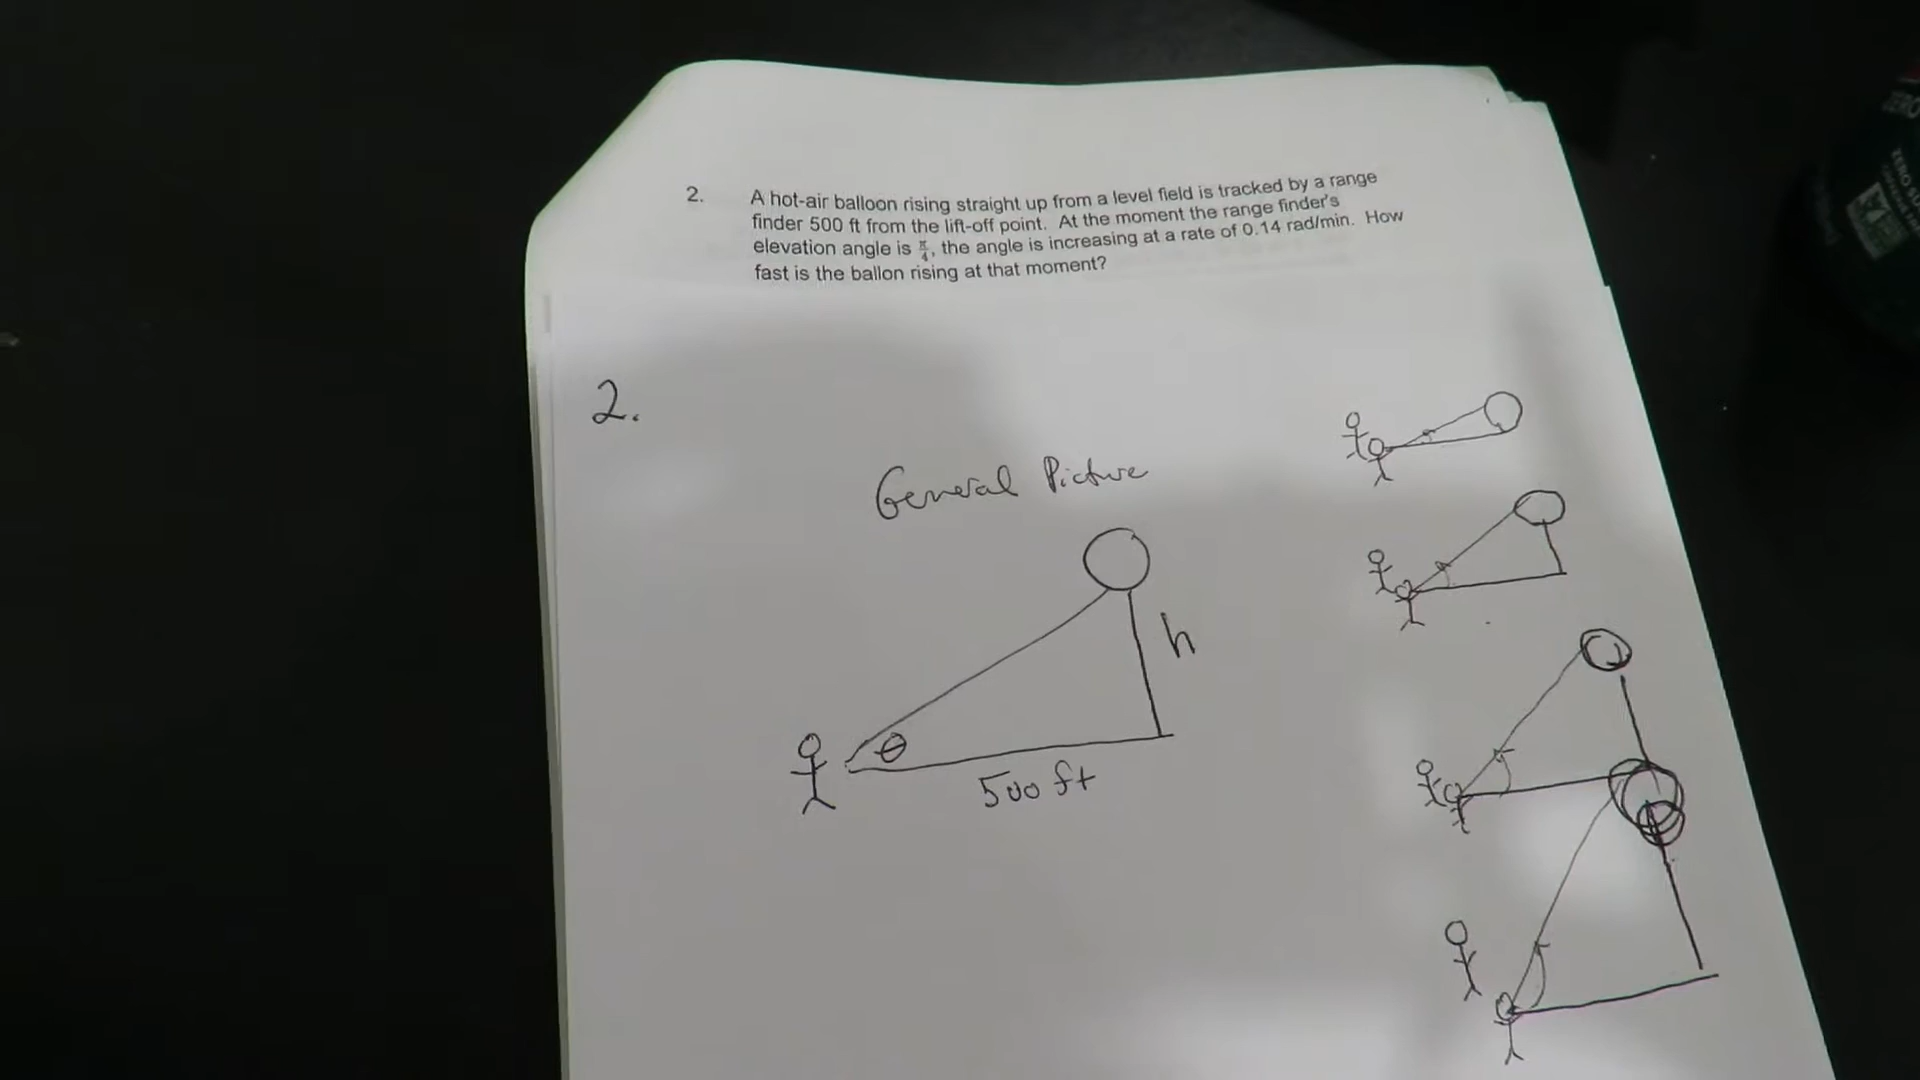 2. A hot-air balloon rising straight up from a level field is tracked by a range
finder 500 ft from the lift-off point. At the moment the range finder's
elevation angle is π/4, the angle is increasing at a rate of 0.14 rad/min. How
fast is the ballon rising at that moment?
2.
General Picture
h
θ
500 ft
ZERO
ZERO SU